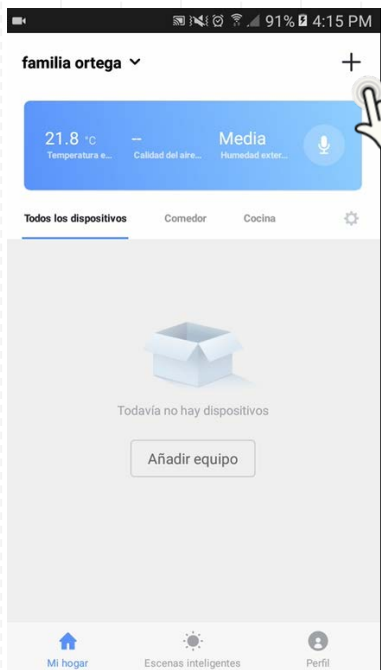 91% 4:15 PM
familia ortega
21.8 °C -- Media
Temperatura e... Calidad del aire... Humedad exter...
Todos los dispositivos Comedor Cocina
Todavía no hay dispositivos
Añadir equipo
Mi hogar Escenas inteligentes Perfil